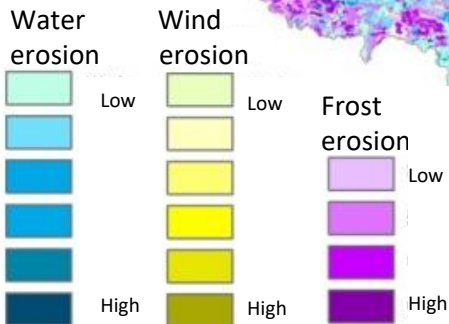 Water
erosion
Low
High
Wind
erosion
Low
High
Frost
erosion
Low
High